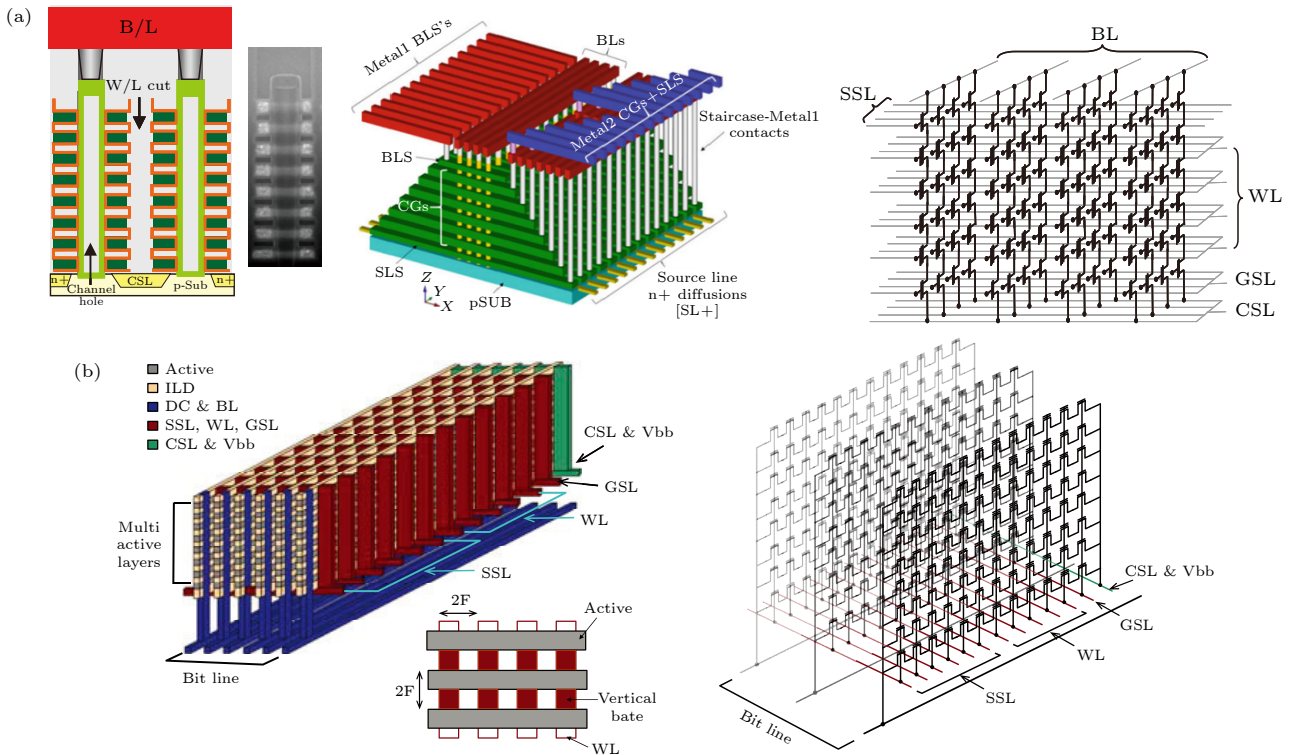 (a)
B/L
W/L cut
n+
CSL
p-Sub
n+
Channel
hole
Metal1 BLS's
BLs
Metal2 CGs+SLS
Staircase-Metal1
contacts
BLS
CGs
SLS
Z
Y
X
pSUB
Source line
n+ diffusions
[SL+]
BL
SSL
WL
GSL
CSL
(b)
Active
ILD
DC & BL
SSL, WL, GSL
CSL & Vbb
Multi
active
layers
Bit line
CSL & Vbb
GSL
WL
SSL
2F
2F
Active
Vertical
bate
WL
CSL & Vbb
GSL
WL
SSL
Bit line